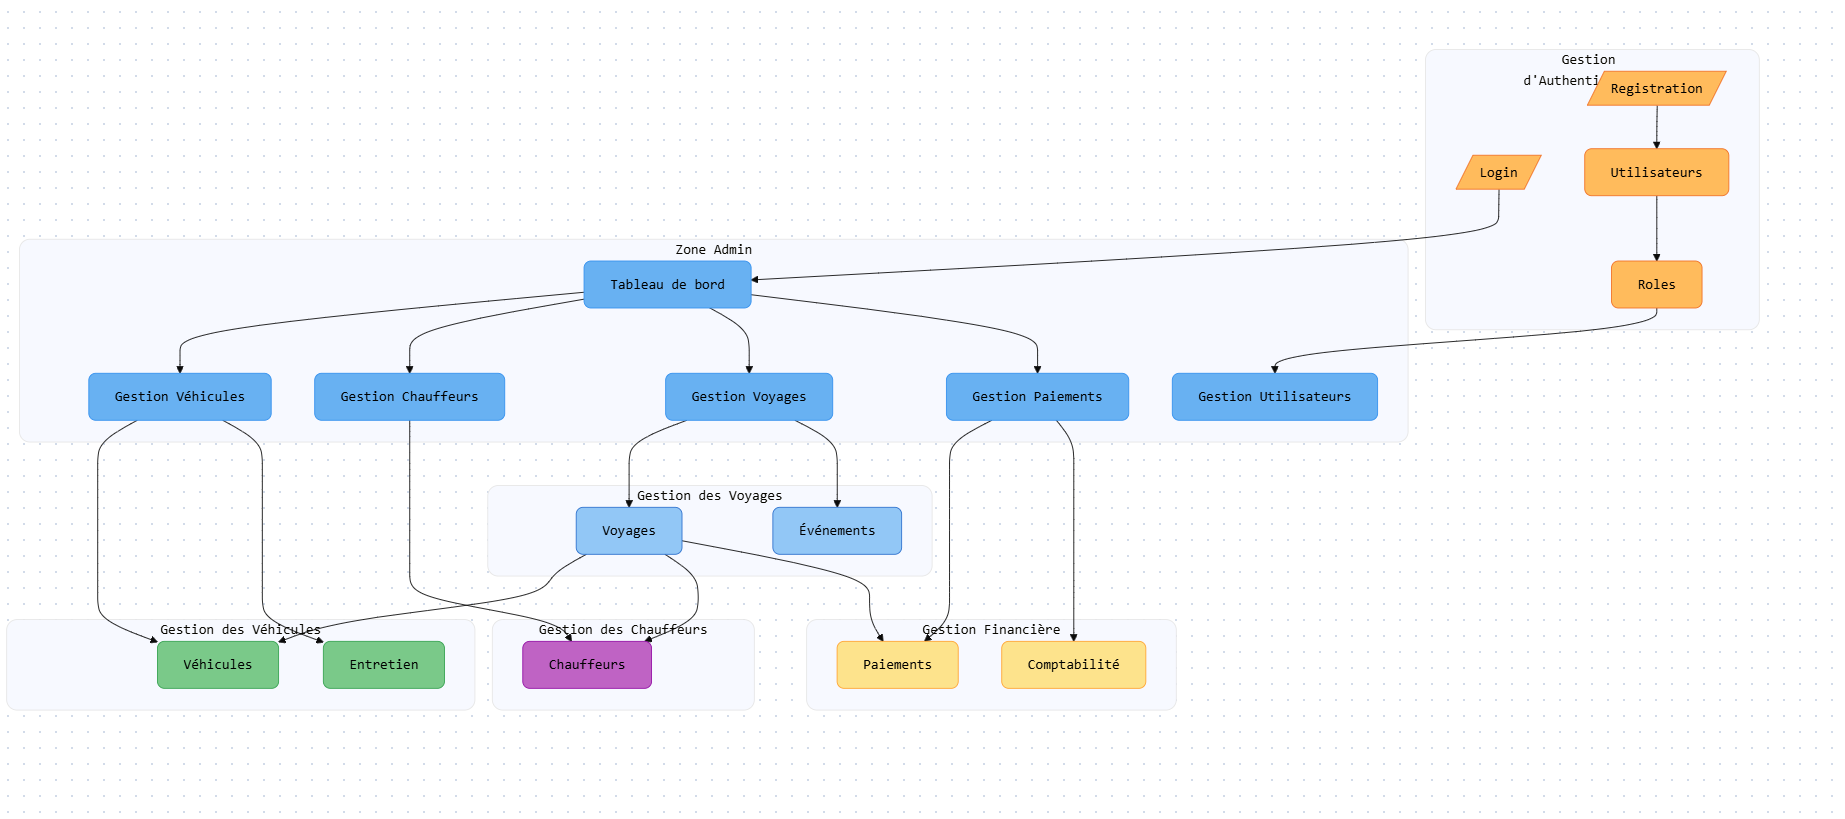 Gestion
d'Authenti
Registration
Login
Utilisateurs
Zone Admin
Tableau de bord
Roles
Gestion Véhicules
Gestion Chauffeurs
Gestion Voyages
Gestion Paiements
Gestion Utilisateurs
Gestion des Voyages
Voyages
Événements
Gestion des Véhicules
Gestion des Chauffeurs
Gestion Financière
Véhicules
Entretien
Chauffeurs
Paiements
Comptabilité